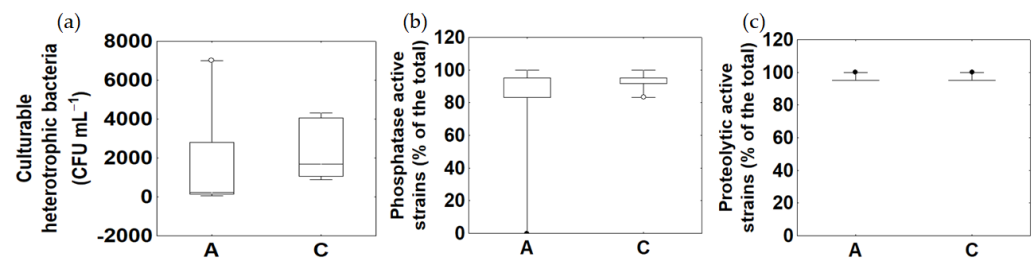 (a)
Culturable
heterotrophic bacteria
(CFU mL⁻¹)
8000
6000
4000
2000
0
-2000
A
C
(b)
Phosphatase active
strains (% of the total)
120
100
80
60
40
20
0
A
C
(c)
Proteolytic active
strains (% of the total)
120
100
80
60
40
20
0
A
C